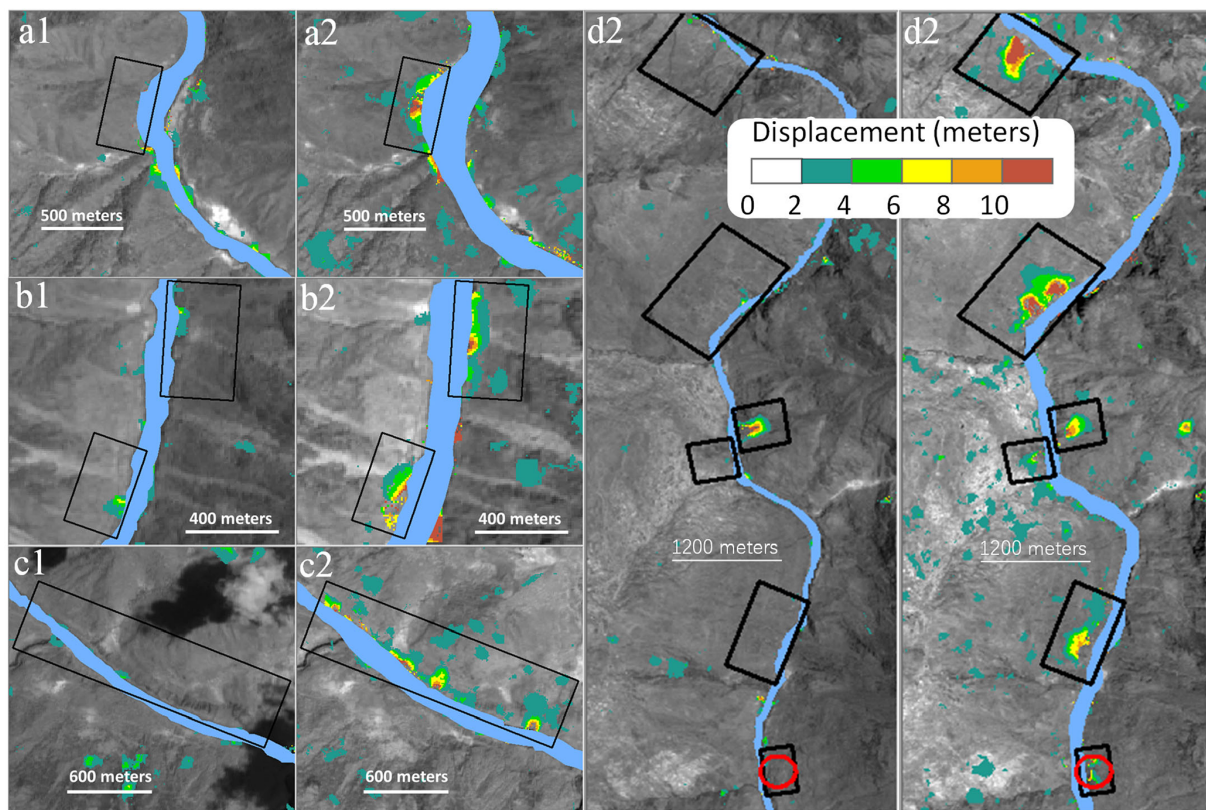 a1
a2
d2
d2
Displacement (meters)
0 2 4 6 8 10
500 meters
500 meters
b1
b2
400 meters
400 meters
c1
c2
1200 meters
1200 meters
600 meters
600 meters